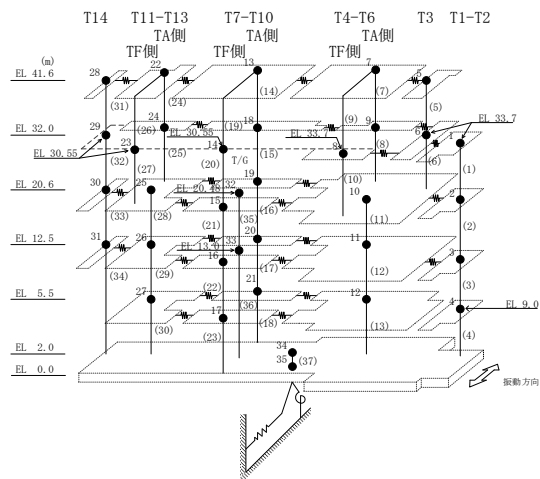 T14 T11-T13 T7-T10 T4-T6 T3 T1-T2
TA側 TA側
TF側 TF側
(m)
EL 41.6 28 22 13 7 5
(31) (24) (14) (7) (5)
EL 32.0 29 24 18 9 6 EL 33.7
(26) EL 30.55 (19) EL 33.7 (9) 1
EL 30.55 23 14 8 (8) (6)
(32) (25) (20) T/G (15) (1)
(27) (10)
EL 20.6 30 25 EL 20.48 32 19 10 2
(33) (28) 15 (35) (16) (11) (2)
(21)
EL 12.5 31 26 EL 13.0 33 20 11 3
(34) (29) 16 (17) (12) (3)
EL 5.5 27 (22) 21 12 4 EL 9.0
(36)
(30) 17 (18) (13)
(23) (4)
EL 2.0 34
35 (37)
EL 0.0
振動方向